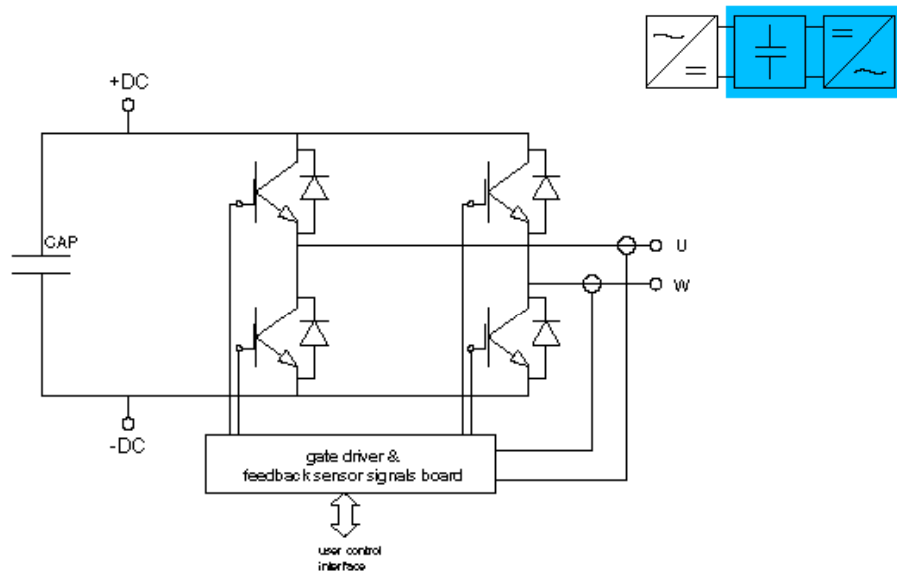 +DC
CAP
U
W
-DC
gate driver &
feedback sensor signals board
user control
interface